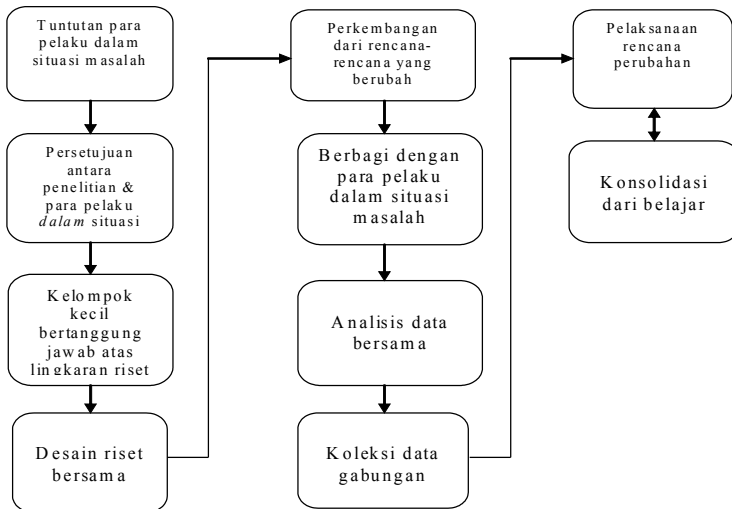 Tuntutan para
pelaku dalam
situasi masalah
Persetujuan
antara
penelitian &
para pelaku
dalam situasi
Kelompok
kecil
bertanggung
jawab atas
lingkaran riset
Desain riset
bersama
Perkembangan
dari rencana-
rencana yang
berubah
Berbagi dengan
para pelaku
dalam situasi
masalah
Analisis data
bersama
Koleksi data
gabungan
Pelaksanaan
rencana
perubahan
Konsolidasi
dari belajar